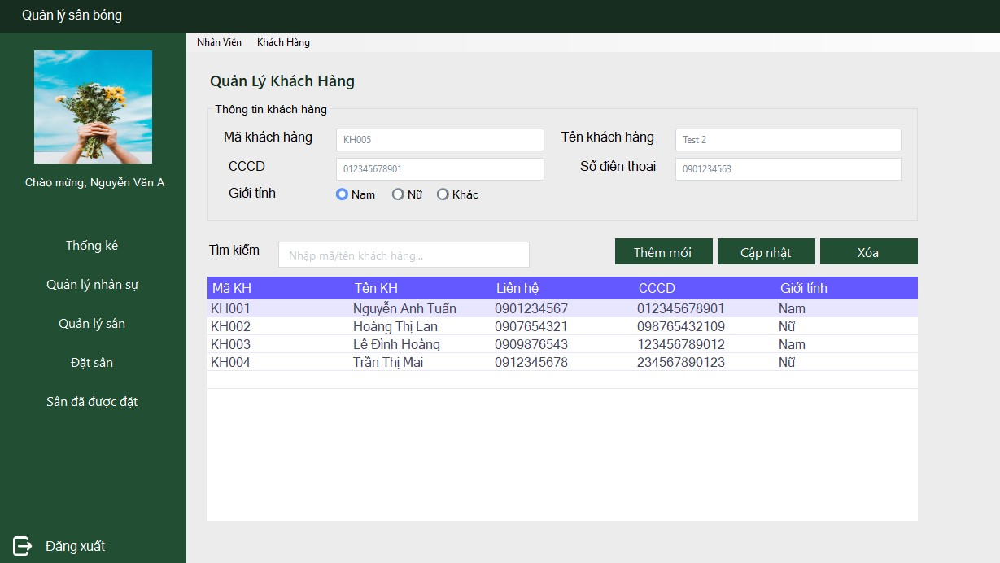 Quản lý sân bóng
Nhân Viên Khách Hàng
Chào mừng, Nguyễn Văn A
Thống kê
Quản lý nhân sự
Quản lý sân
Đặt sân
Sân đã được đặt
Đăng xuất
Quản Lý Khách Hàng
Thông tin khách hàng
Mã khách hàng KH005 Tên khách hàng Test 2
CCCD 012345678901 Số điện thoại 0901234563
Giới tính Nam Nữ Khác
Tìm kiếm Nhập mã/tên khách hàng... Thêm mới Cập nhật Xóa
Mã KH Tên KH Liên hệ CCCD Giới tính
KH001 Nguyễn Anh Tuấn 0901234567 012345678901 Nam
KH002 Hoàng Thị Lan 0907654321 098765432109 Nữ
KH003 Lê Đình Hoàng 0909876543 123456789012 Nam
KH004 Trần Thị Mai 0912345678 234567890123 Nữ